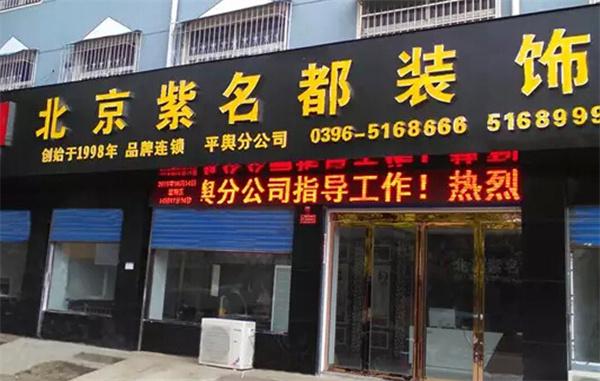 北京紫名都装饰
创始于1998年 品牌连锁 平舆分公司 0396-5168666 5168999
舆分公司指导工作！热烈